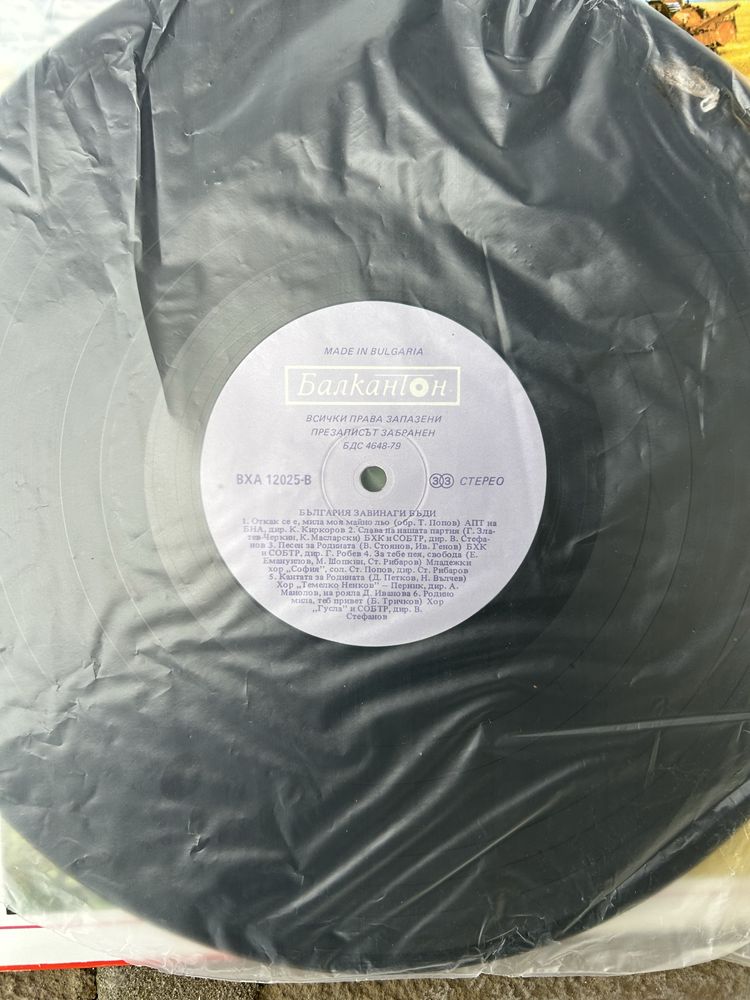 MADE IN BULGARIA
БалканТон
ВСИЧКИ ПРАВА ЗАПАЗЕНИ
ПРЕЗАПИСЪТ ЗАБРАНЕН
БДС 4648-79
ВХА 12025-В
33 СТЕРЕО
БЪЛГАРИЯ ЗАВИНАГИ БЪДИ
1. Откак се е, мила моя майно льо (обр. Т. Попов) АПТ на
БНА, дир. К. Киркоров 2. Слава на нашата партия (Г. Зла-
тев-Черкин, К. Масларски) БХК и СОБТР, дир. В. Стефа-
нов 3. Песен за Родината (В. Стоянов, Ив. Генов) БХК
и СОБТР, дир. Г. Робев 4. За тебе пея, свобода (Е.
Емануилов, М. Шопкин, Ст. Рибаров) Младежки
хор „София", сол. Ст. Попов, дир. Ст. Рибаров
5. Кантата за Родината (Д. Петков, Н. Вълчев)
Хор „Темелко Ненков" — Перник, дир. А.
Манолов, на рояла Д. Иванова 6. Родино
мила, теб привет (Б. Тричков) Хор
„Гусла" и СОБТР, дир. В.
Стефанов